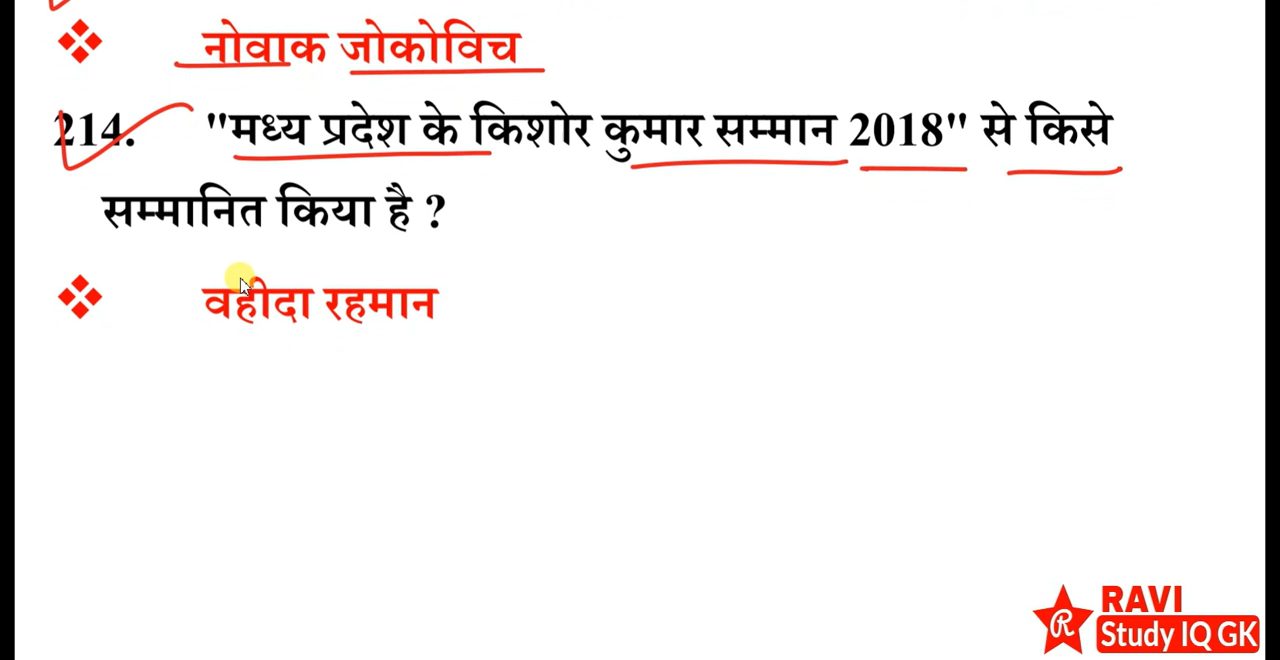 ❖ नोवाक जोकोविच
214. "मध्य प्रदेश के किशोर कुमार सम्मान 2018" से किसे
सम्मानित किया है ?
❖ वहीदा रहमान
RAVI
R Study IQ GK